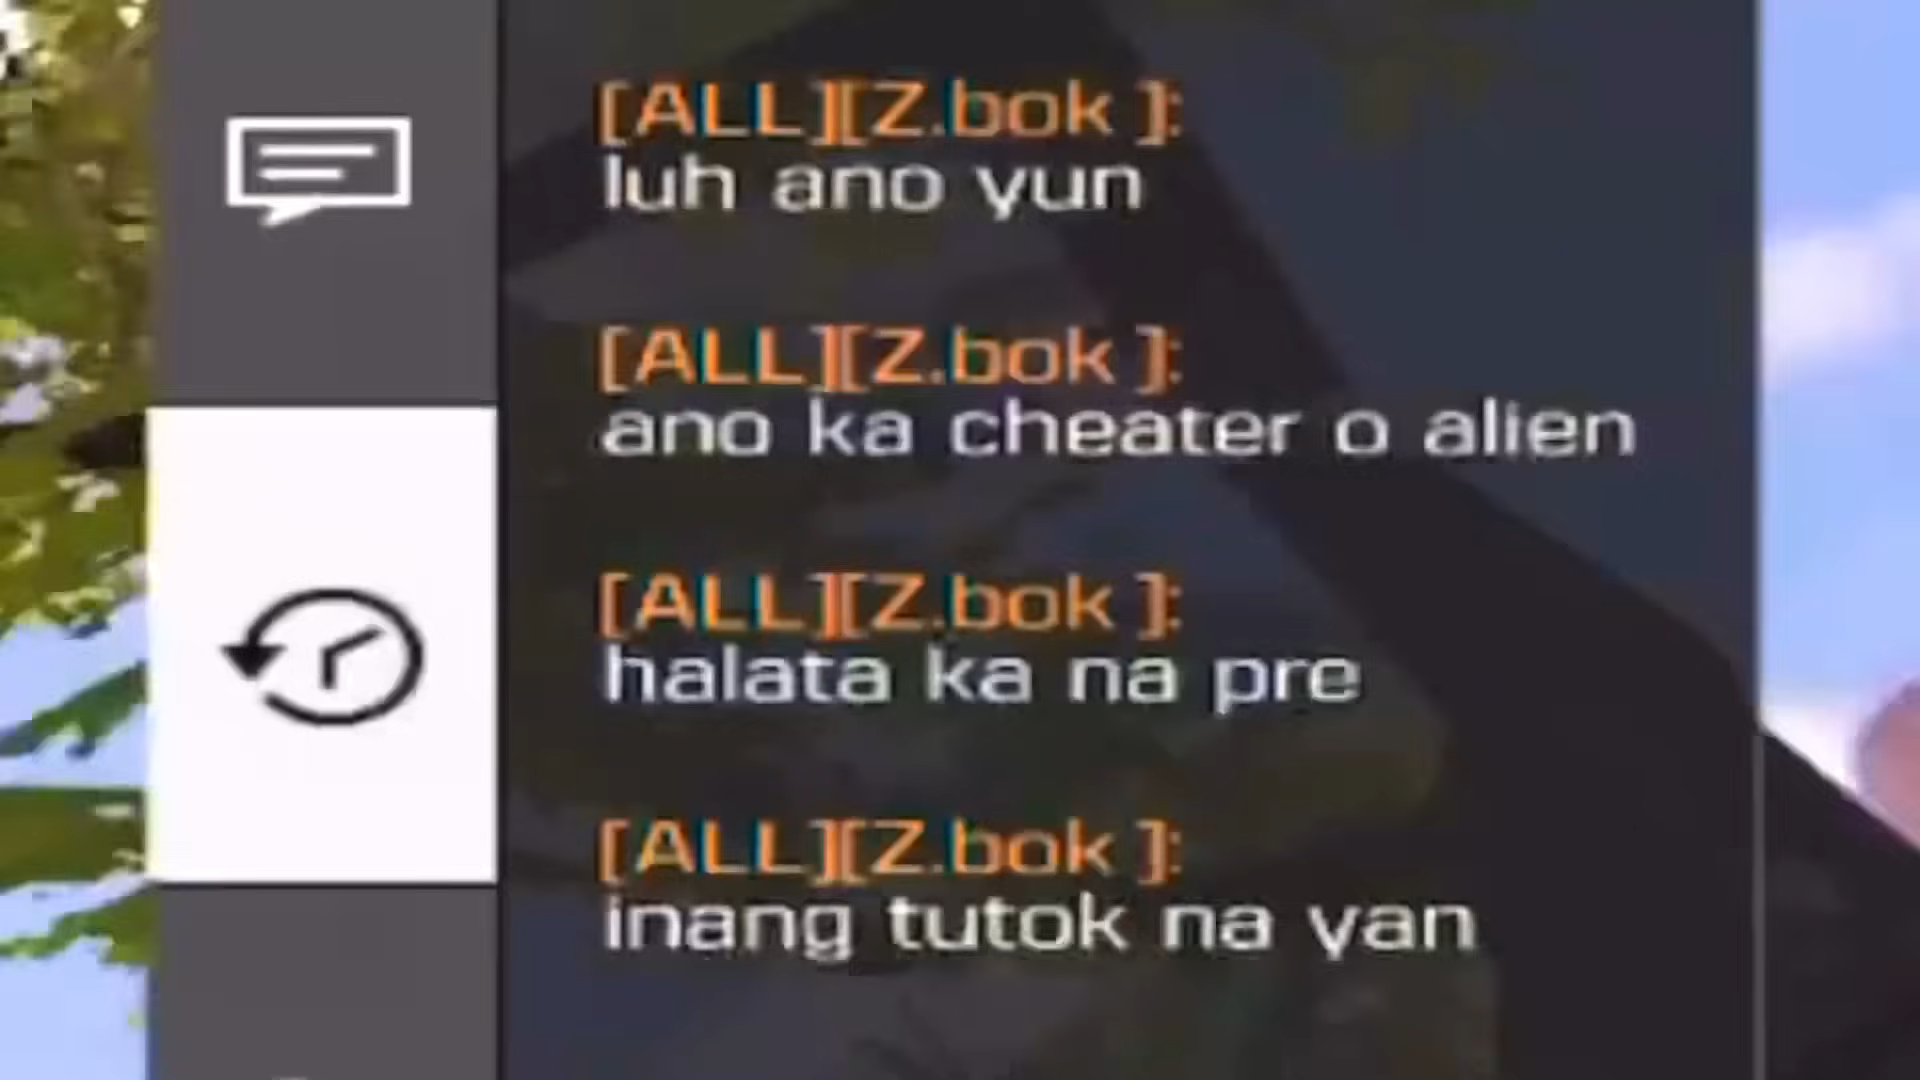 [ALL][Z.bok ]:
luh ano yun
[ALL][Z.bok ]:
ano ka cheater o alien
[ALL][Z.bok ]:
halata ka na pre
[ALL][Z.bok ]:
inang tutok na yan